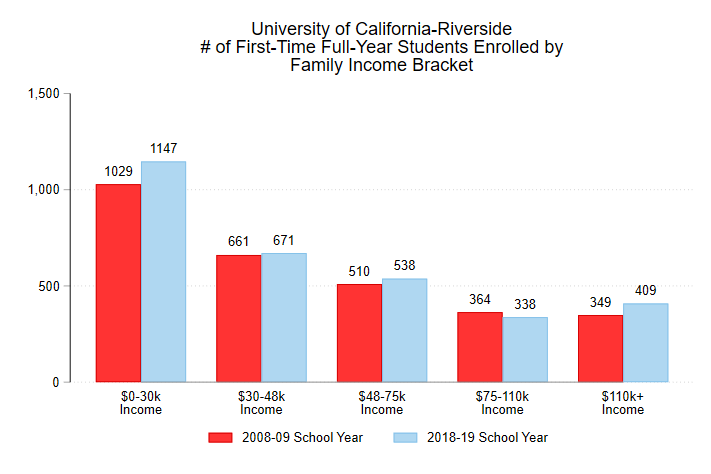 University of California-Riverside
# of First-Time Full-Year Students Enrolled by
Family Income Bracket
1,500
1,000
500
0
1029
1147
661
671
510
538
364
338
349
409
$0-30k
Income
$30-48k
Income
$48-75k
Income
$75-110k
Income
$110k+
Income
2008-09 School Year
2018-19 School Year